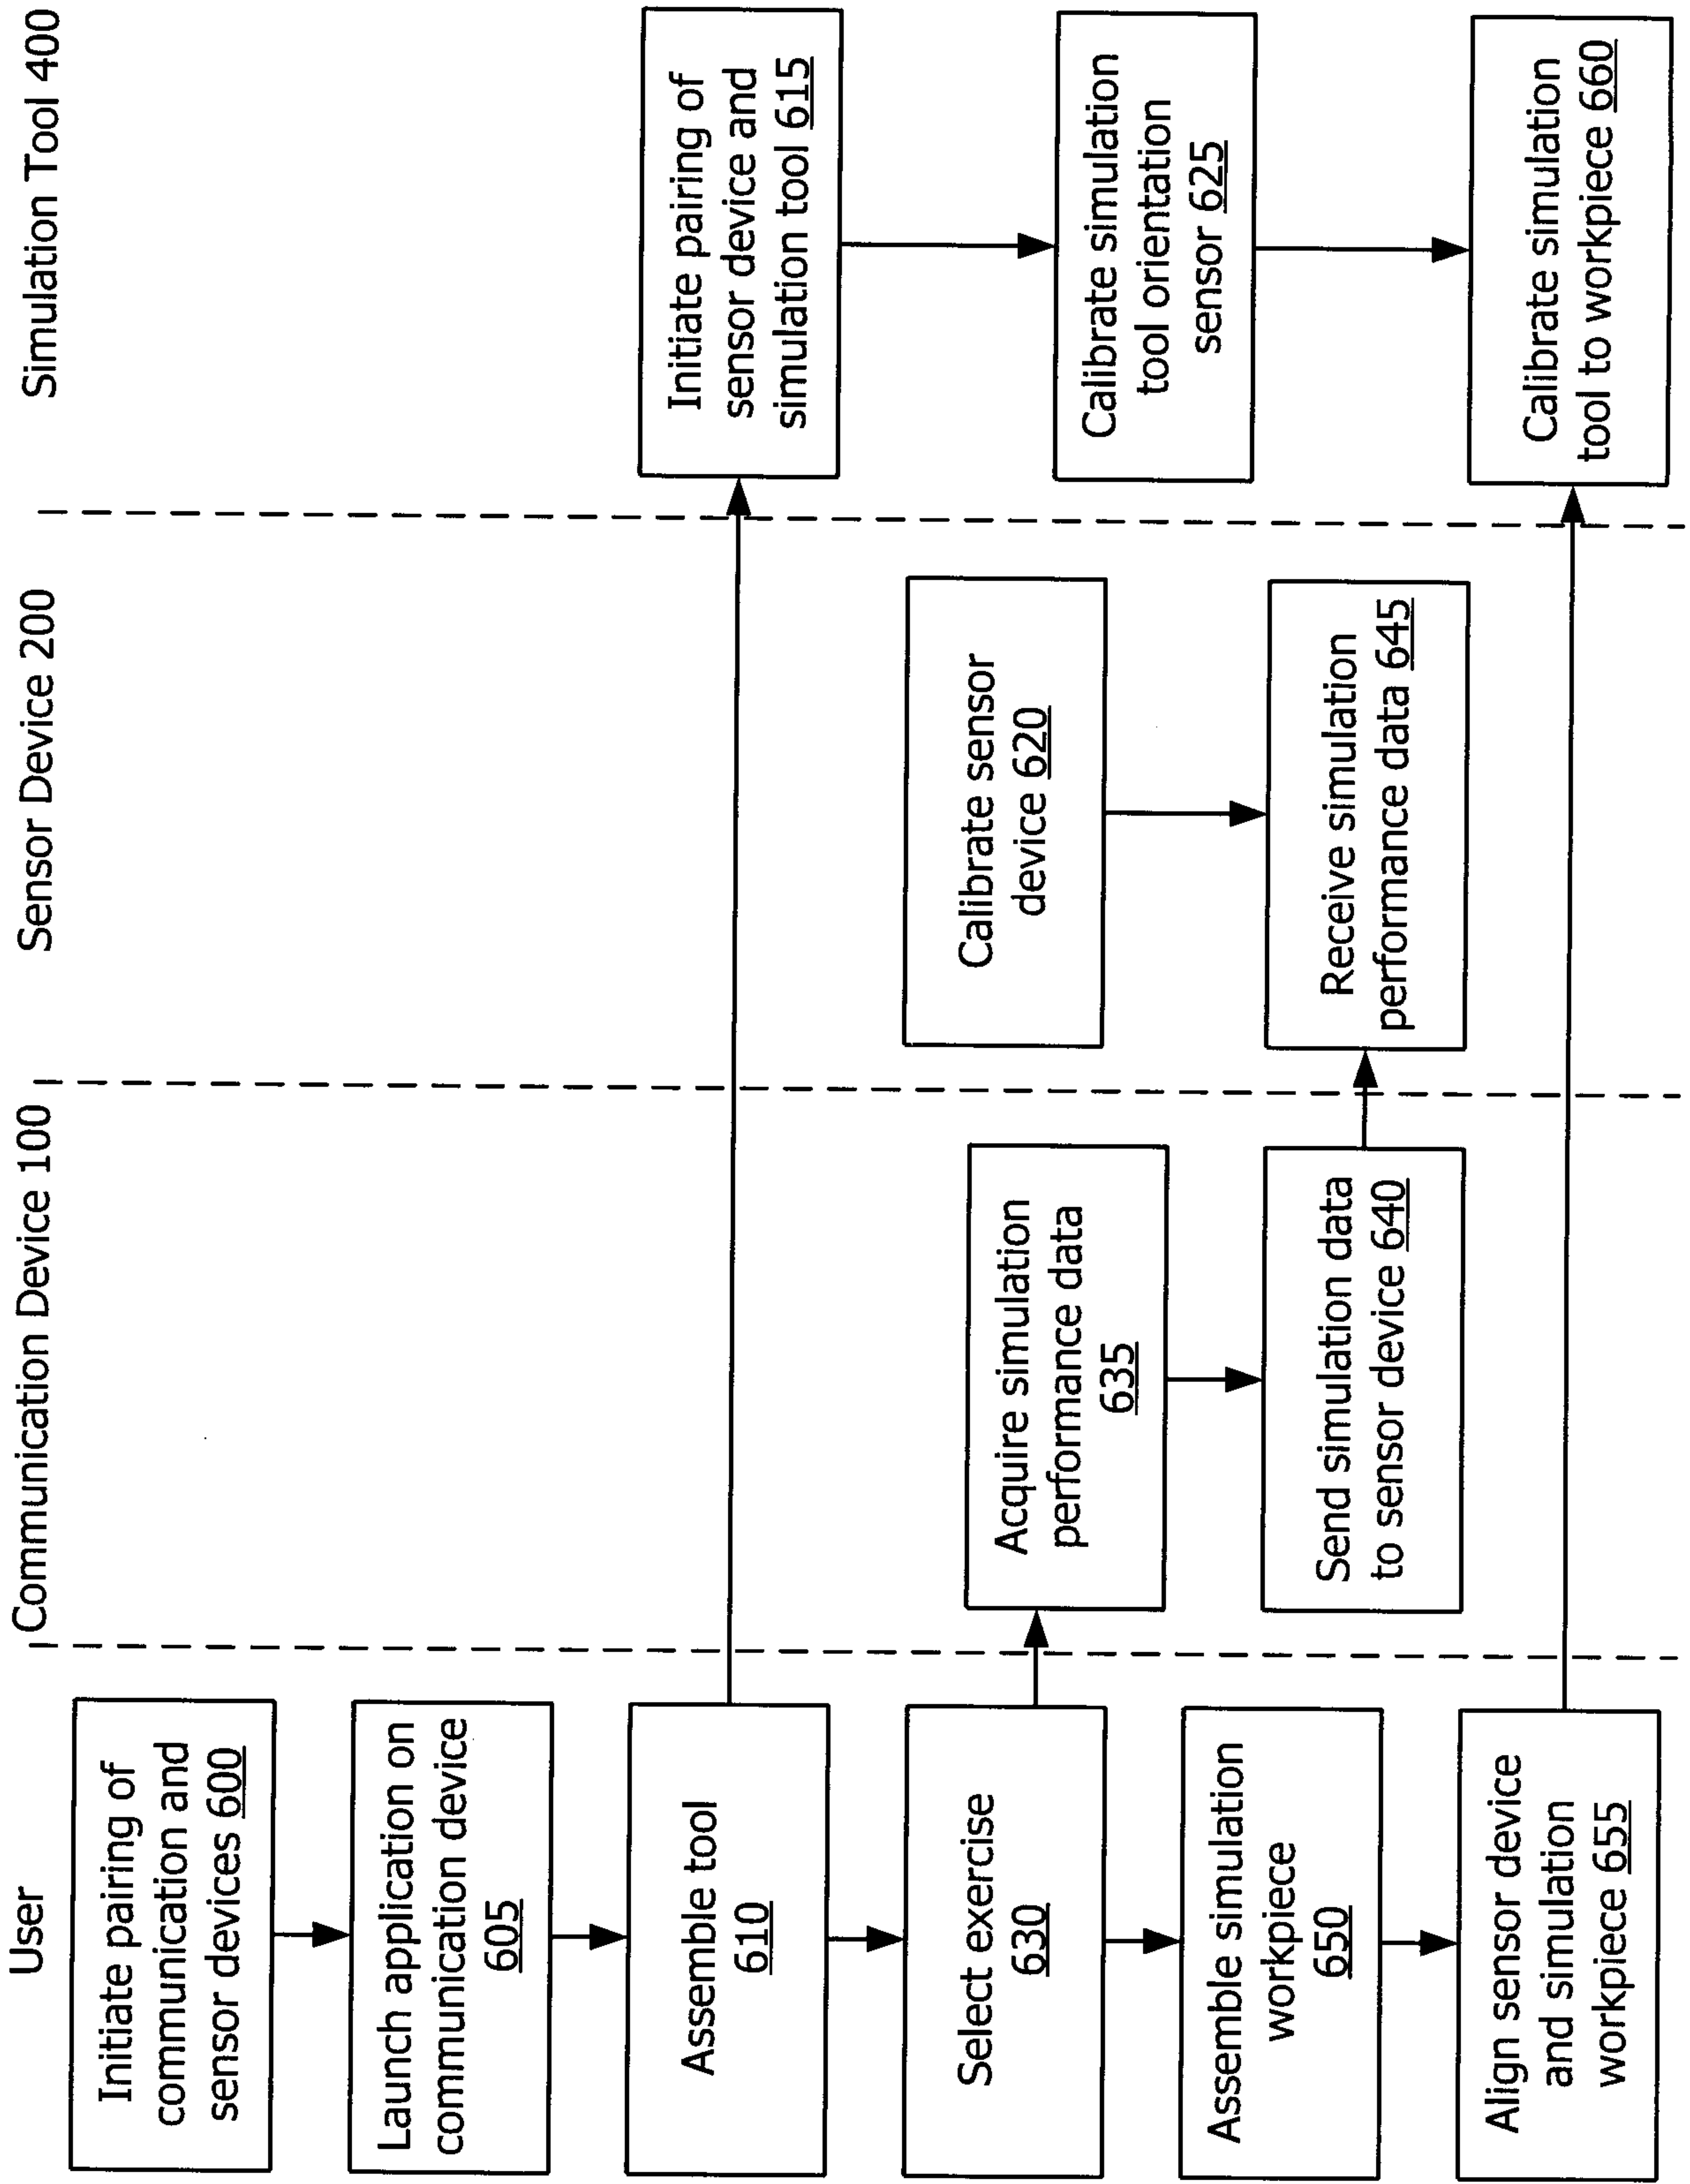 User
Communication Device 100
Sensor Device 200
Simulation Tool 400
Initiate pairing of
communication and
sensor devices 600
Launch application on
communication device
605
Assemble tool
610
Initiate pairing of
sensor device and
simulation tool 615
Calibrate sensor
device 620
Calibrate simulation
tool orientation
sensor 625
Select exercise
630
Acquire simulation
performance data
635
Send simulation data
to sensor device 640
Receive simulation
performance data 645
Assemble simulation
workpiece
650
Align sensor device
and simulation
workpiece 655
Calibrate simulation
tool to workpiece 660